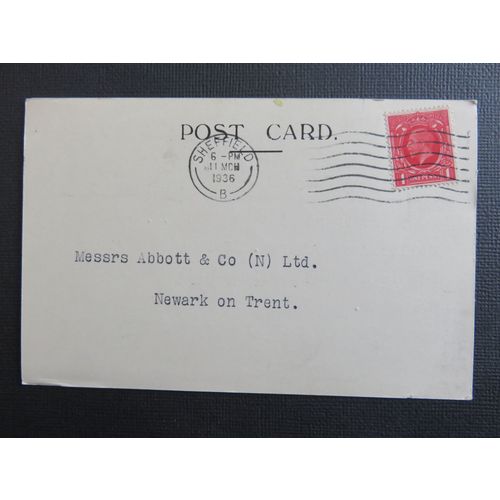 POST CARD.
SHEFFIELD
6 - PM
11 MCH
1936
B
Messrs Abbott & Co (N) Ltd.
Newark on Trent.